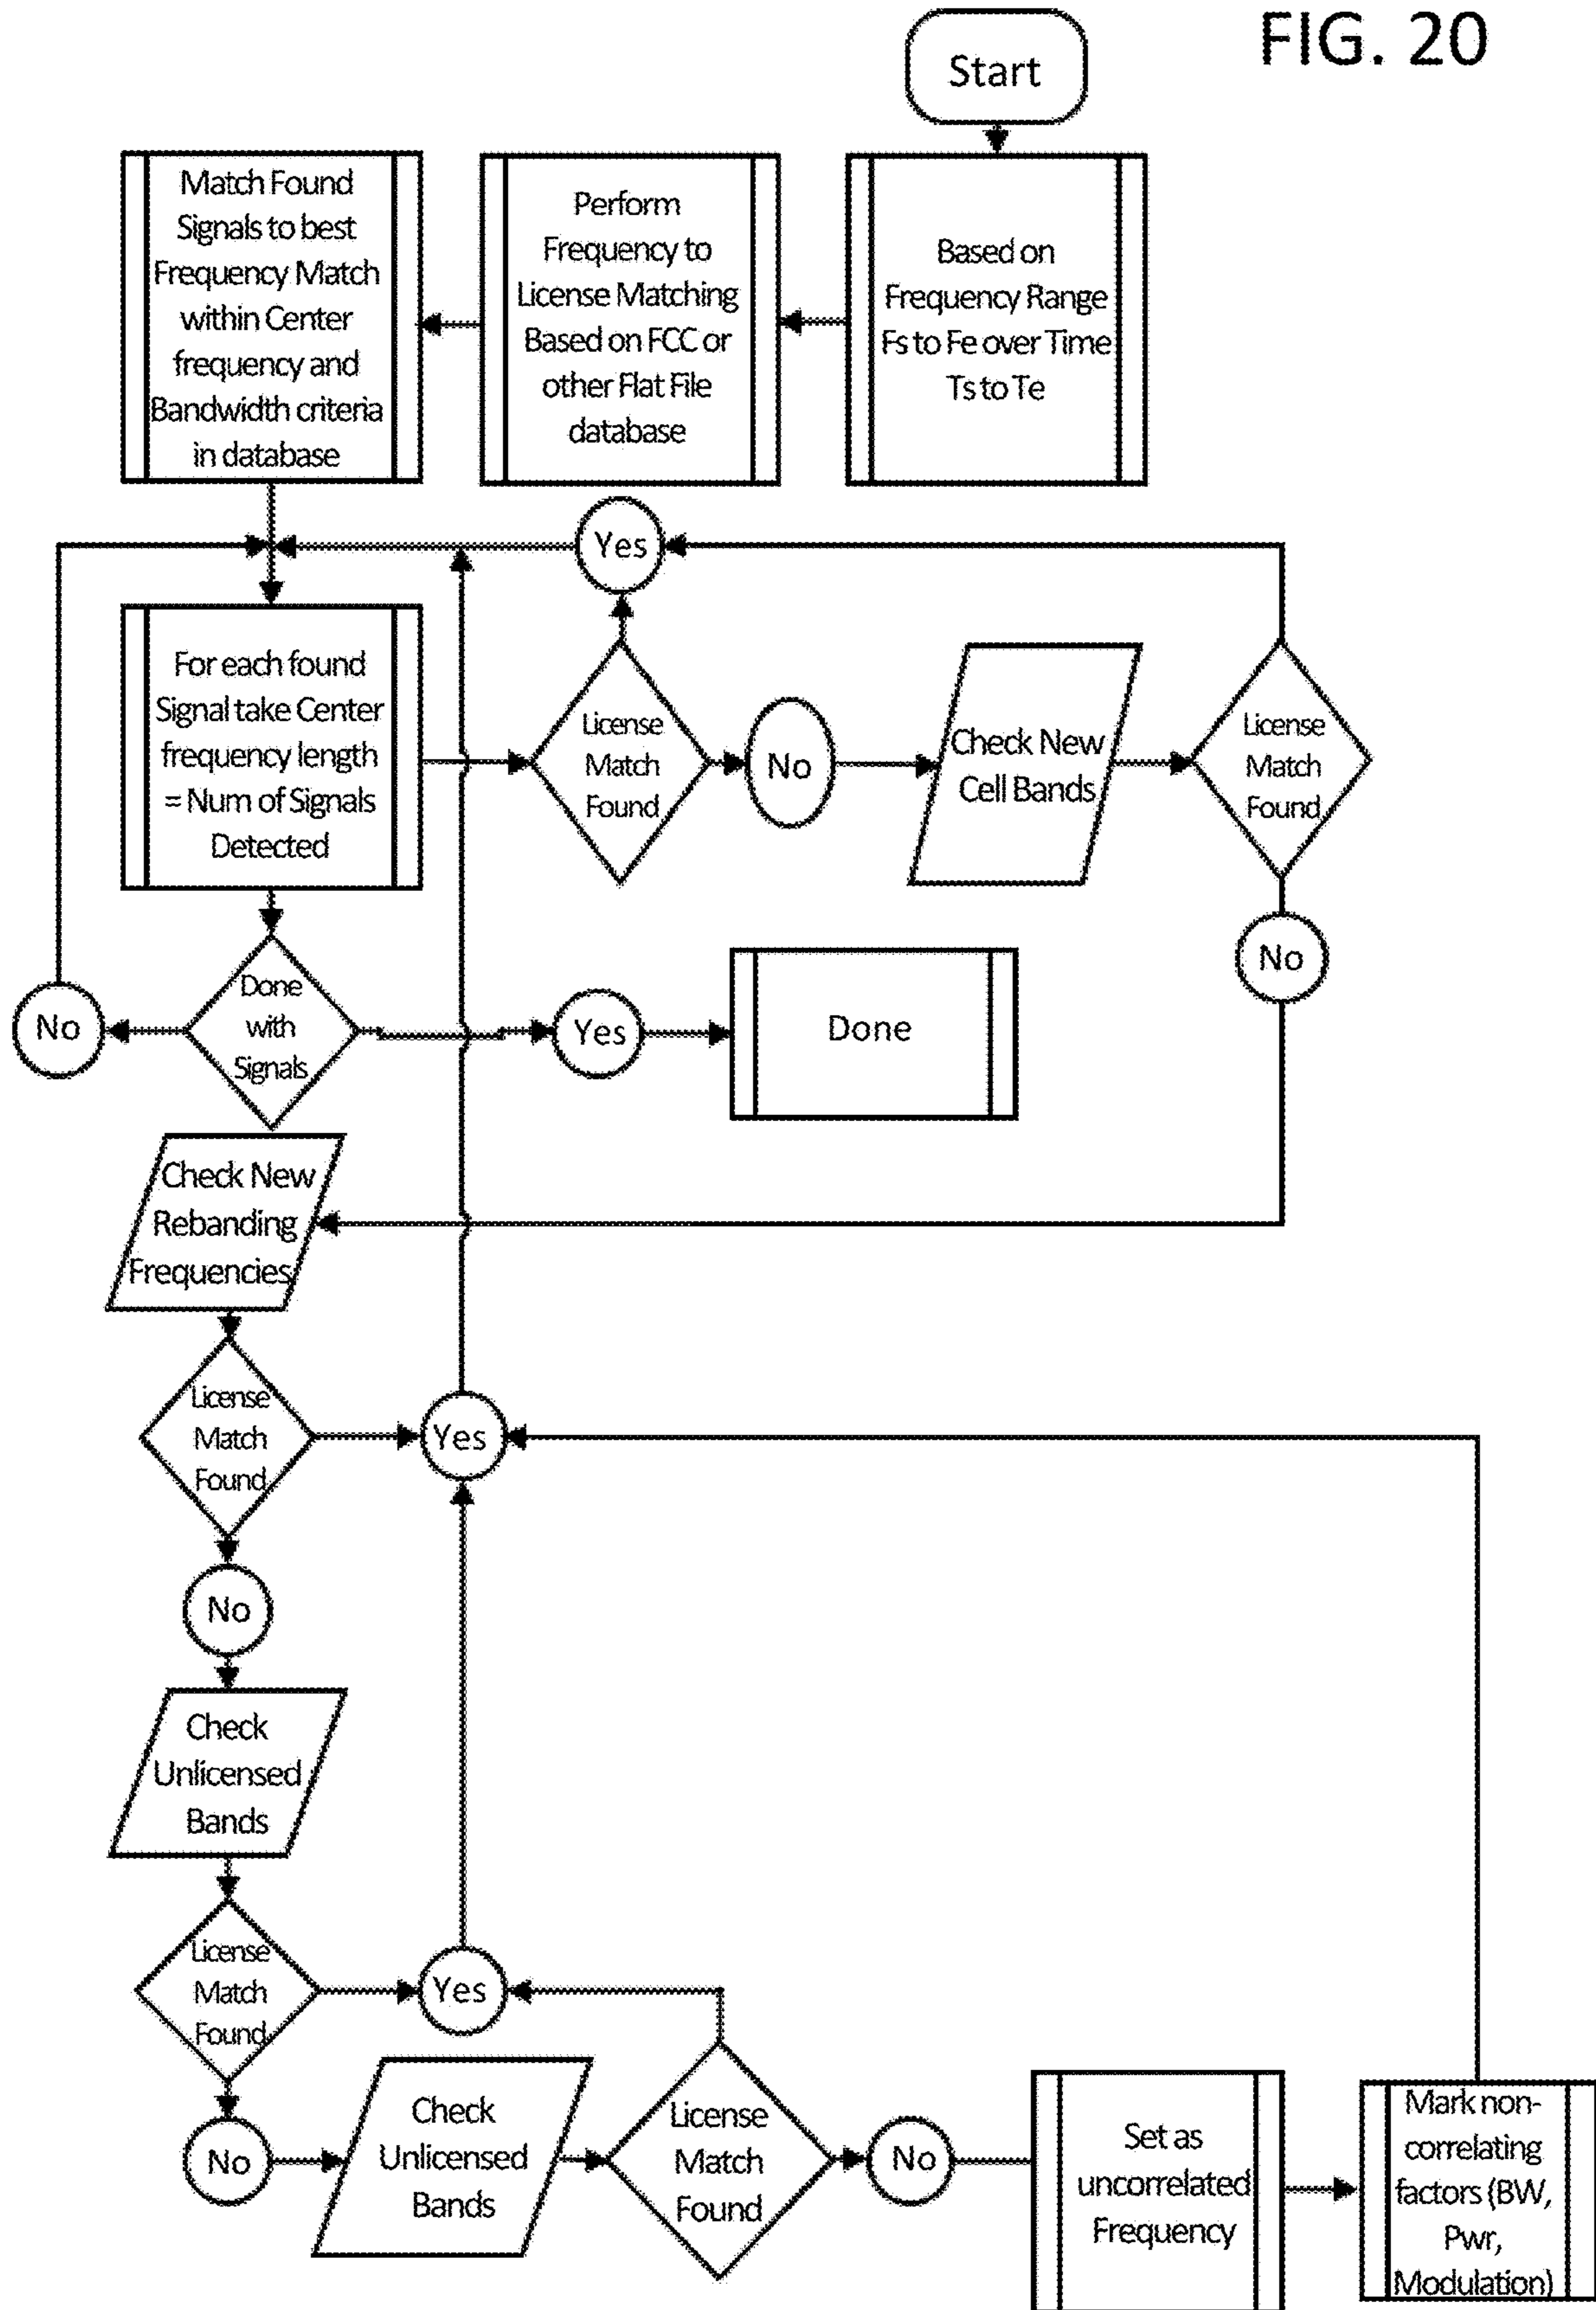 FIG. 20
Start
Match Found
Signals to best
Frequency Match
within Center
frequency and
Bandwidth criteria
in database
Perform
Frequency to
License Matching
Based on FCC or
other Flat File
database
Based on
Frequency Range
Fs to Fe over Time
Ts to Te
Yes
For each found
Signal take Center
frequency length
= Num of Signals
Detected
License
Match
Found
No
Check New
Cell Bands
License
Match
Found
No
No
Done
with
Signals
Yes
Done
Check New
Rebanding
Frequencies
License
Match
Found
Yes
No
Check
Unlicensed
Bands
License
Match
Found
Yes
No
Check
Unlicensed
Bands
License
Match
Found
No
Set as
uncorrelated
Frequency
Mark non-
correlating
factors (BW,
Pwr,
Modulation)